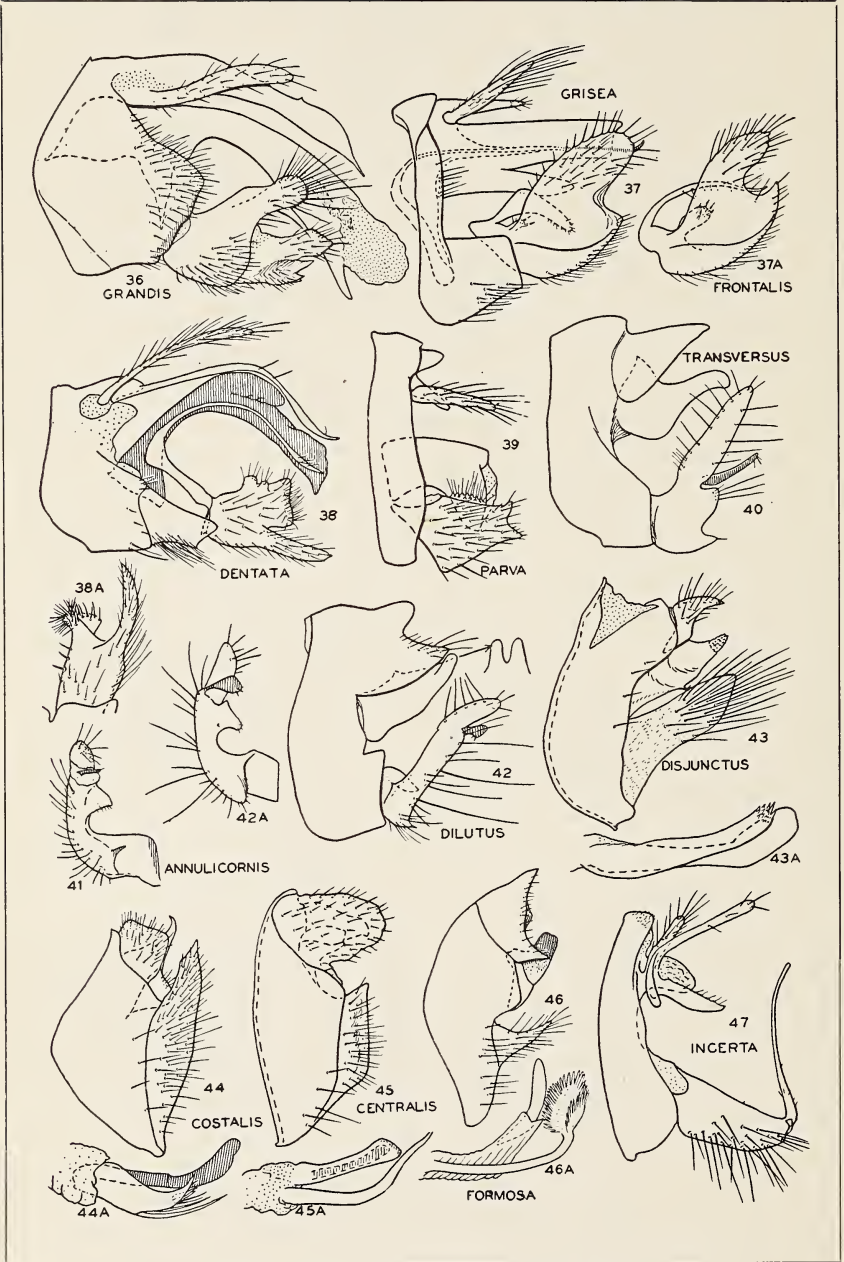 GRISEA
37
36
GRANDIS
37A
FRONTALIS
TRANSVERSUS
39
38
40
DENTATA
PARVA
38A
42
43
DISJUNCTUS
42A
DILUTUS
41
ANNULICORNIS
43A
46
47
INCERTA
44
COSTALIS
45
CENTRALIS
46A
FORMOSA
44A
45A